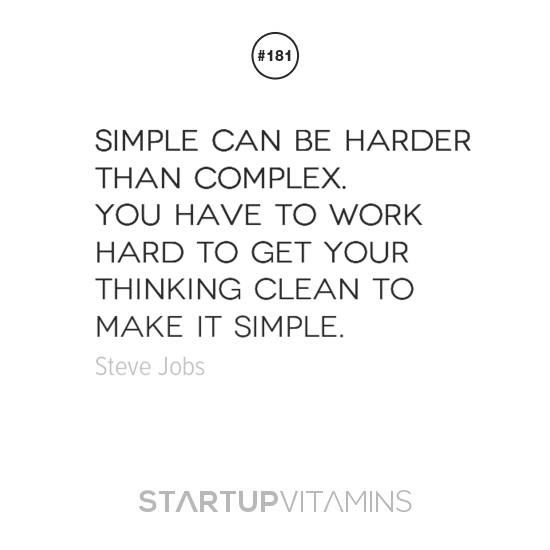 #181
SIMPLE CAN BE HARDER
THAN COMPLEX.
YOU HAVE TO WORK
HARD TO GET YOUR
THINKING CLEAN TO
MAKE IT SIMPLE.
Steve Jobs
STARTUPVITAMINS